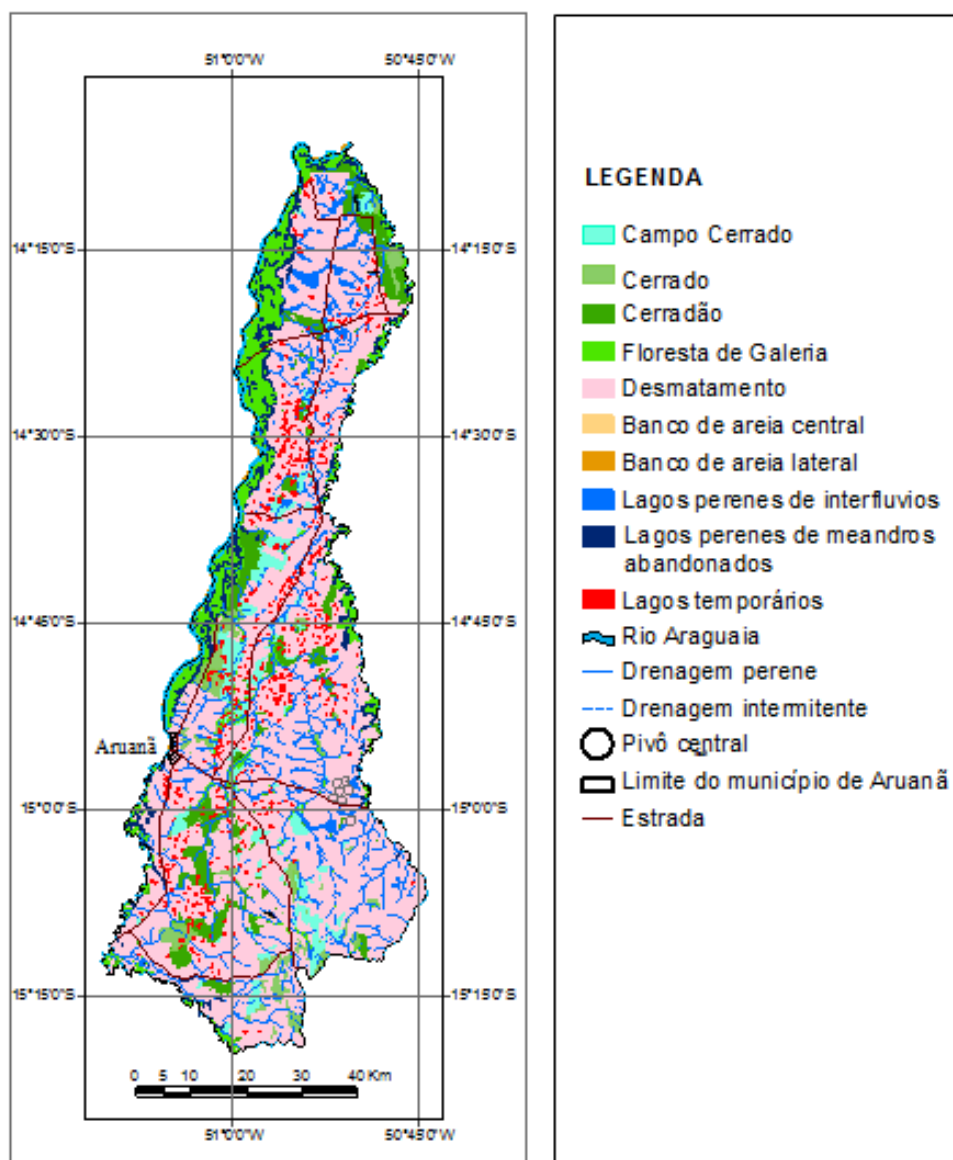 51°0'0"W 50°45'0"W
14°15'0"S 14°15'0"S
14°30'0"S 14°30'0"S
14°45'0"S 14°45'0"S
Aruanã
15°0'0"S 15°0'0"S
15°15'0"S 15°15'0"S
0 5 10 20 30 40 Km
51°0'0"W 50°45'0"W
LEGENDA
Campo Cerrado
Cerrado
Cerradão
Floresta de Galeria
Desmatamento
Banco de areia central
Banco de areia lateral
Lagos perenes de interfluvios
Lagos perenes de meandros
abandonados
Lagos temporários
Rio Araguaia
Drenagem perene
Drenagem intermitente
Pivô central
Limite do município de Aruanã
Estrada